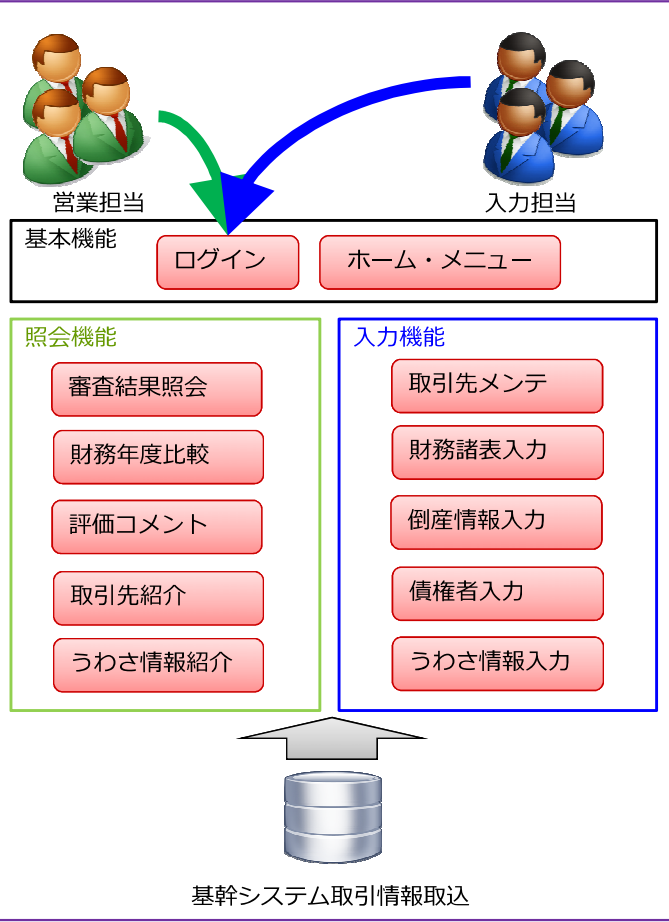 営業担当
入力担当
基本機能
ログイン
ホーム・メニュー
照会機能
審査結果照会
財務年度比較
評価コメント
取引先紹介
うわさ情報紹介
入力機能
取引先メンテ
財務諸表入力
倒産情報入力
債権者入力
うわさ情報入力
基幹システム取引情報取込